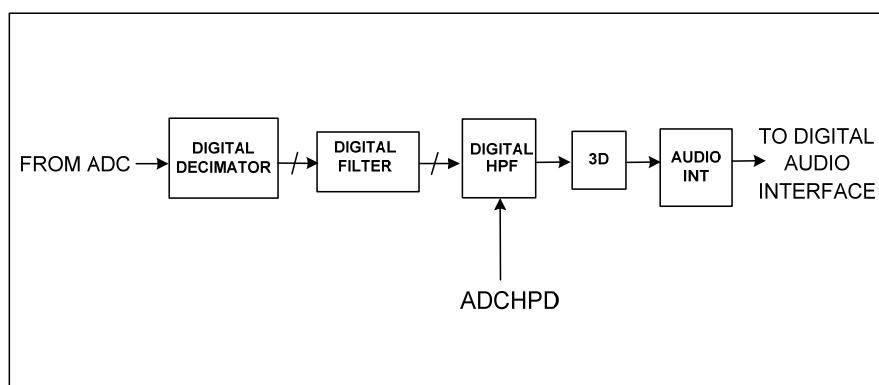 FROM ADC
DIGITAL
DECIMATOR
DIGITAL
FILTER
DIGITAL
HPF
3D
AUDIO
INT
TO DIGITAL
AUDIO
INTERFACE
ADCHPD